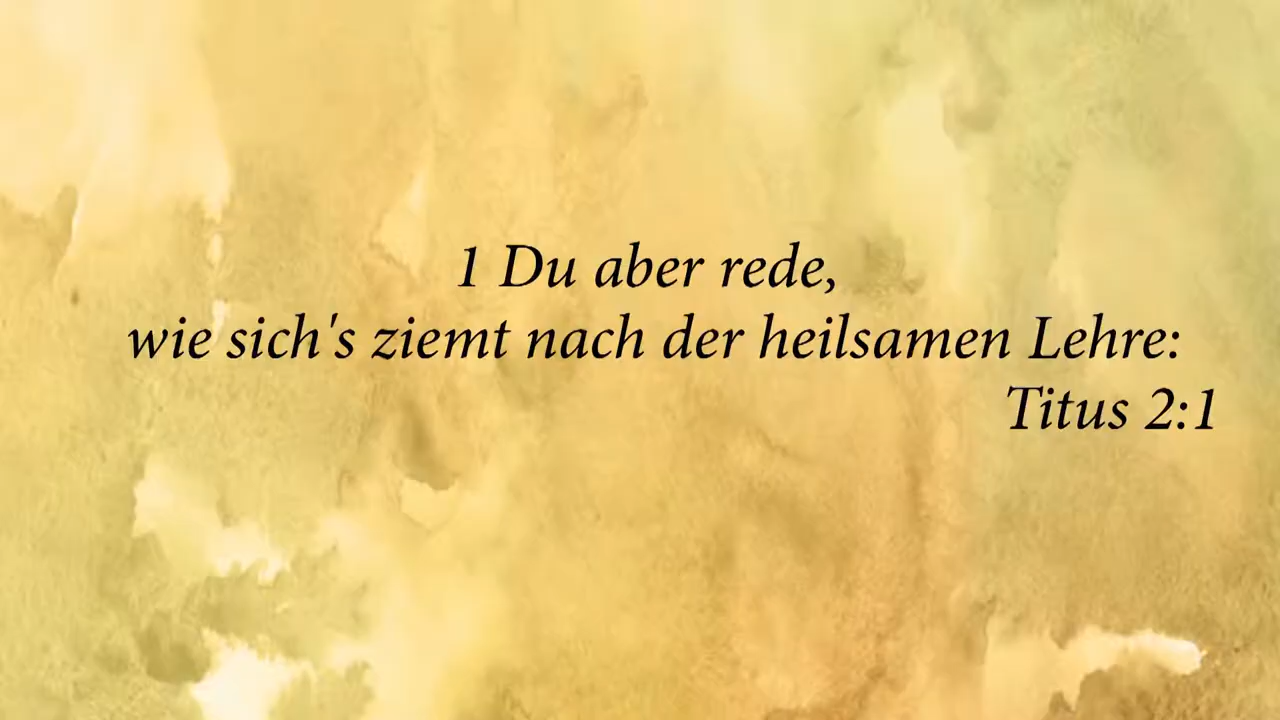 1 Du aber rede,
wie sich's ziemt nach der heilsamen Lehre:
Titus 2:1